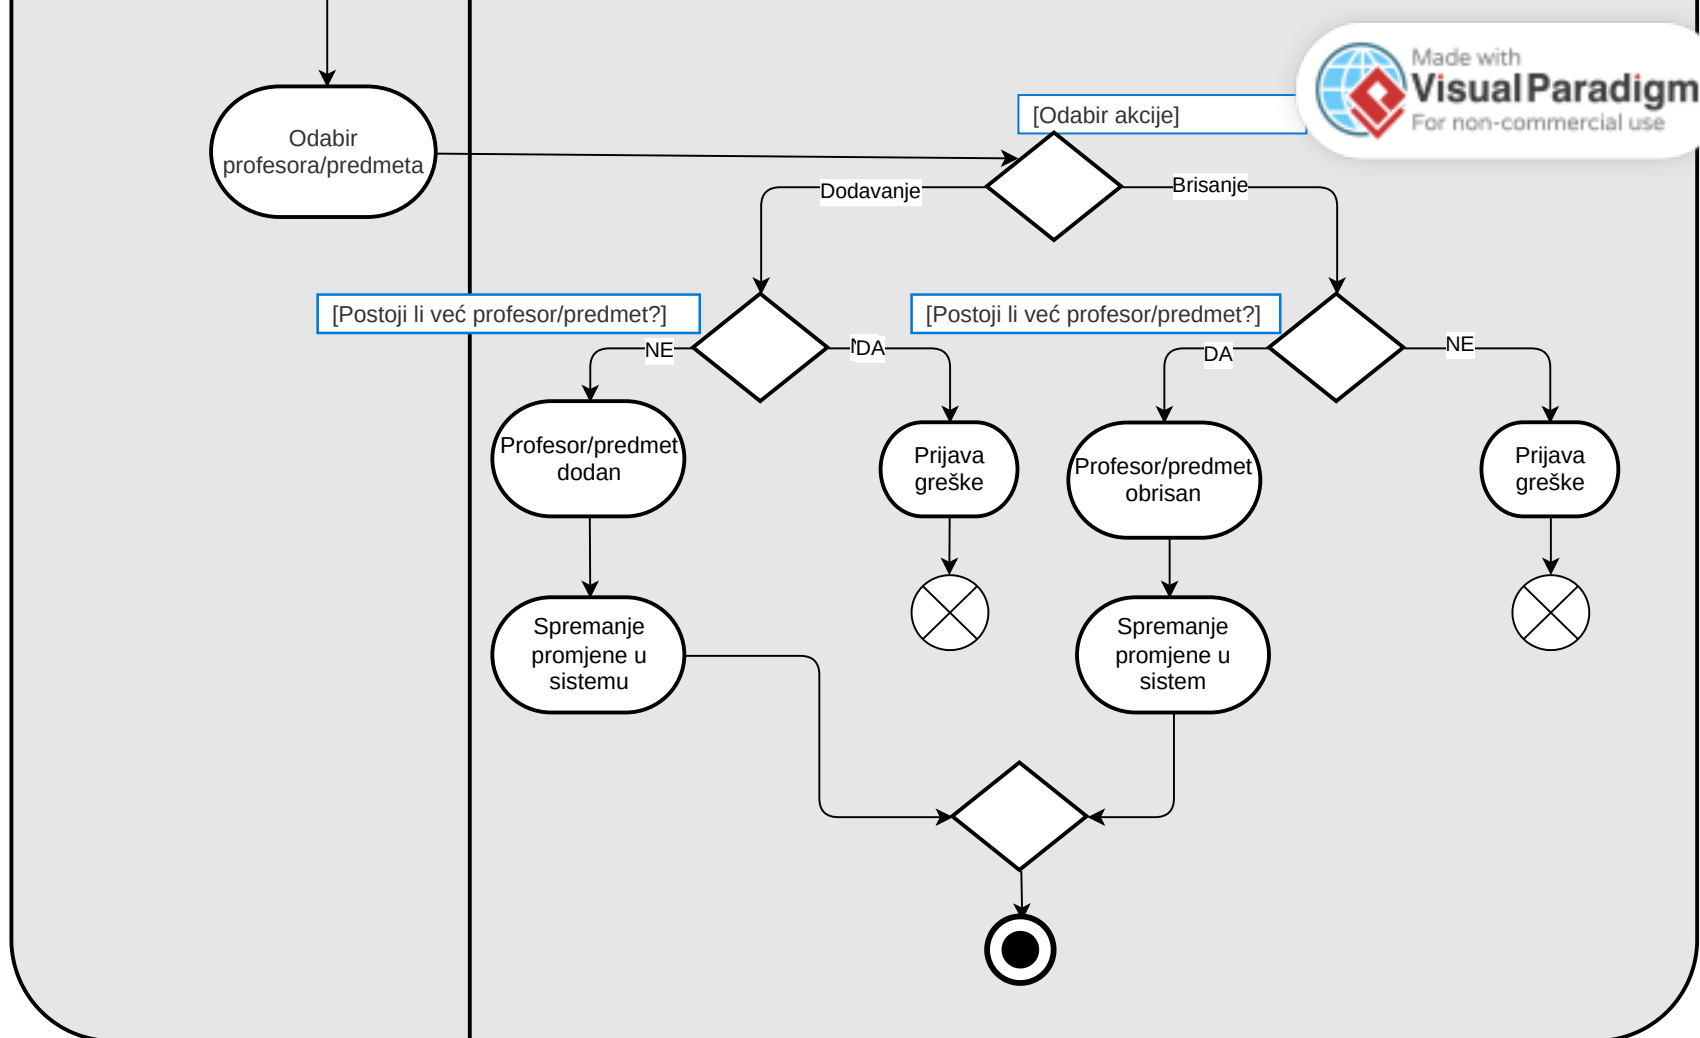 Made with
Visual Paradigm
For non-commercial use
[Odabir akcije]
Odabir
profesora/predmeta
Dodavanje
Brisanje
[Postoji li već profesor/predmet?]
[Postoji li već profesor/predmet?]
NE
DA
DA
NE
Profesor/predmet
dodan
Prijava
greške
Profesor/predmet
obrisan
Prijava
greške
Spremanje
promjene u
sistemu
Spremanje
promjene u
sistem